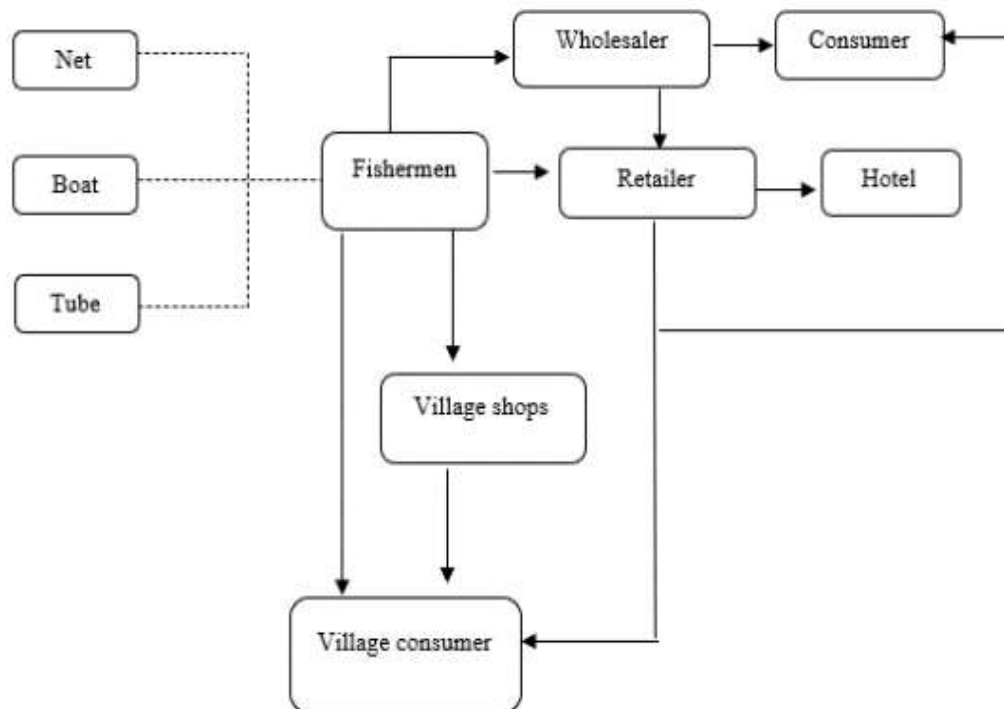 Wholesaler
Consumer
Net
Fishermen
Retailer
Hotel
Boat
Tube
Village shops
Village consumer